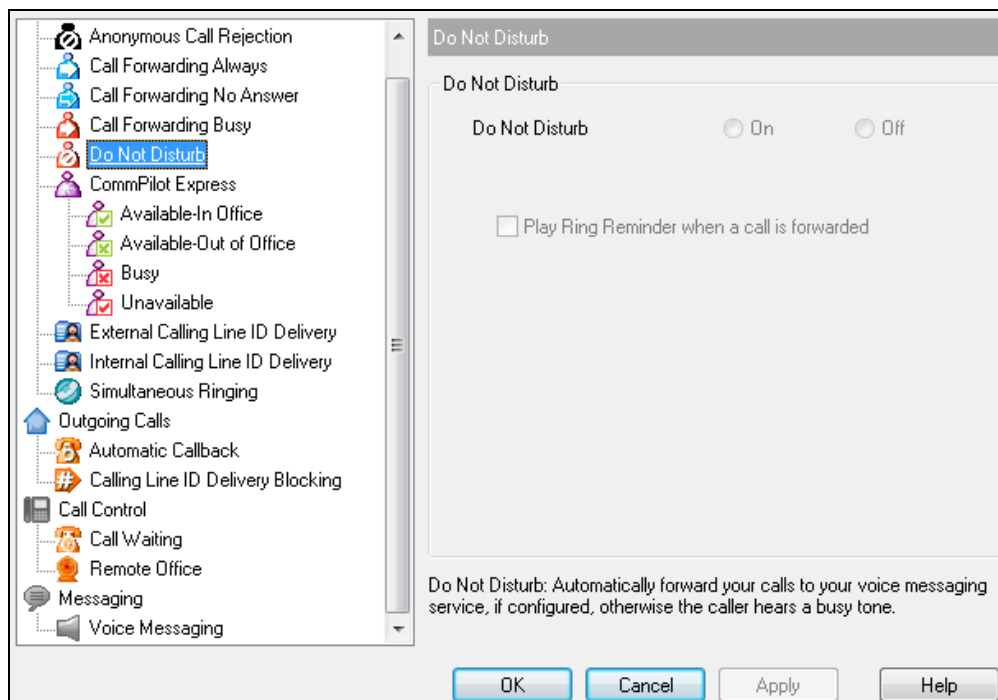 Anonymous Call Rejection
Call Forwarding Always
Call Forwarding No Answer
Call Forwarding Busy
Do Not Disturb
CommPilot Express
Available-In Office
Available-Out of Office
Busy
Unavailable
External Calling Line ID Delivery
Internal Calling Line ID Delivery
Simultaneous Ringing
Outgoing Calls
Automatic Callback
Calling Line ID Delivery Blocking
Call Control
Call Waiting
Remote Office
Messaging
Voice Messaging
Do Not Disturb
Do Not Disturb
Do Not Disturb On Off
Play Ring Reminder when a call is forwarded
Do Not Disturb: Automatically forward your calls to your voice messaging
service, if configured, otherwise the caller hears a busy tone.
OK Cancel Apply Help